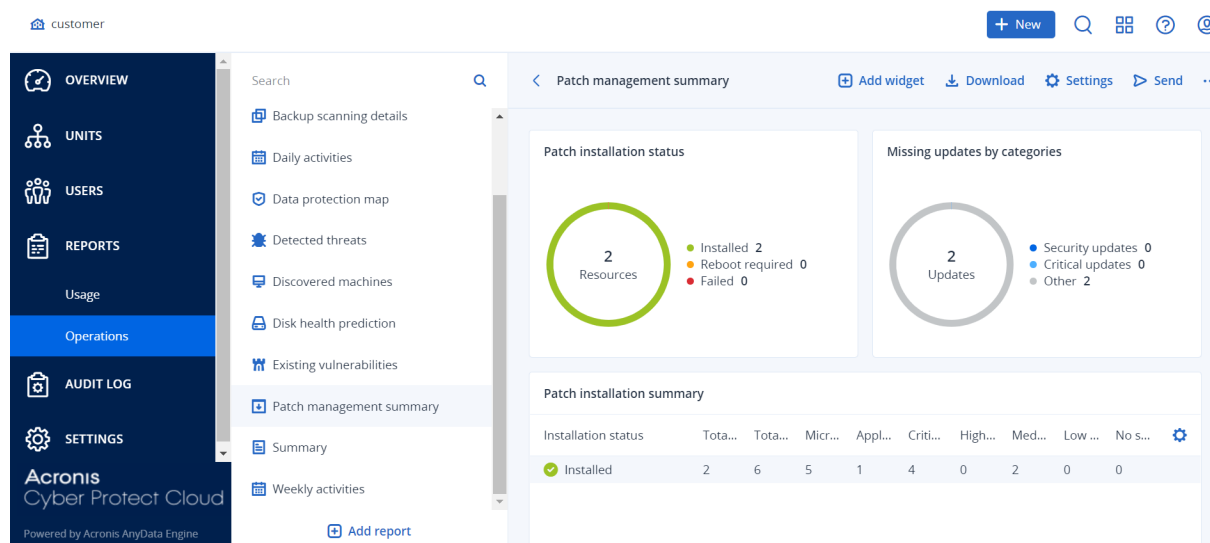 customer
New
OVERVIEW
UNITS
USERS
REPORTS
Usage
Operations
AUDIT LOG
SETTINGS
Acronis
Cyber Protect Cloud
Powered by Acronis AnyData Engine
Search
Backup scanning details
Daily activities
Data protection map
Detected threats
Discovered machines
Disk health prediction
Existing vulnerabilities
Patch management summary
Summary
Weekly activities
Add report
Patch management summary
Add widget
Download
Settings
Send
Patch installation status
2
Resources
Installed 2
Reboot required 0
Failed 0
Missing updates by categories
2
Updates
Security updates 0
Critical updates 0
Other 2
Patch installation summary
Installation status Tota... Tota... Micr... Appl... Criti... High... Med... Low ... No s...
Installed 2 6 5 1 4 0 2 0 0